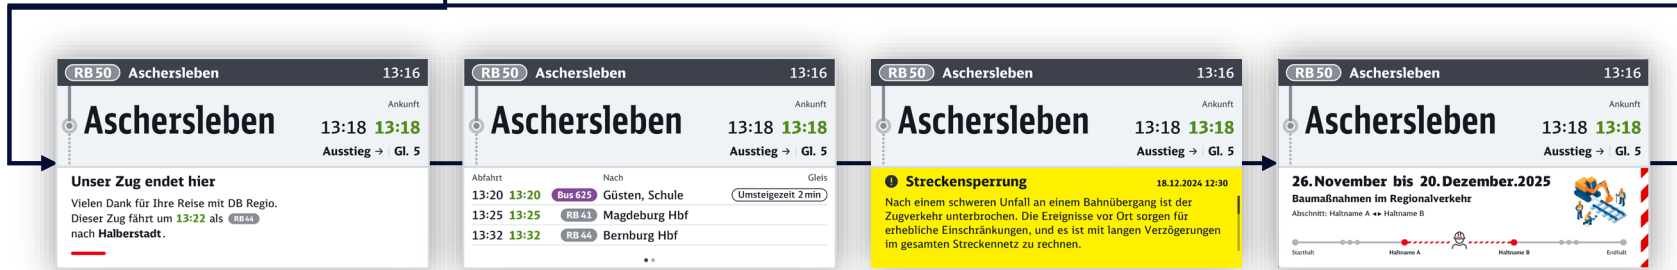 RB 50 Aschersleben 13:16
Aschersleben
Ankunft
13:18 13:18
Ausstieg → Gl. 5
Unser Zug endet hier
Vielen Dank für Ihre Reise mit DB Regio.
Dieser Zug fährt um 13:22 als RB 44
nach Halberstadt.
RB 50 Aschersleben 13:16
Aschersleben
Ankunft
13:18 13:18
Ausstieg → Gl. 5
Abfahrt Nach Gleis
13:20 13:20 Bus 625 Güsten, Schule Umsteigezeit 2 min
13:25 13:25 RB 41 Magdeburg Hbf
13:32 13:32 RB 44 Bernburg Hbf
RB 50 Aschersleben 13:16
Aschersleben
Ankunft
13:18 13:18
Ausstieg → Gl. 5
Streckensperrung 18.12.2024 12:30
Nach einem schweren Unfall an einem Bahnübergang ist der
Zugverkehr unterbrochen. Die Ereignisse vor Ort sorgen für
erhebliche Einschränkungen, und es ist mit langen Verzögerungen
im gesamten Streckennetz zu rechnen.
RB 50 Aschersleben 13:16
Aschersleben
Ankunft
13:18 13:18
Ausstieg → Gl. 5
26. November bis 20. Dezember.2025
Baumaßnahmen im Regionalverkehr
Abschnitt: Haltname A ◂▸ Haltname B
Starthalt Haltname A Haltname B Endhalt